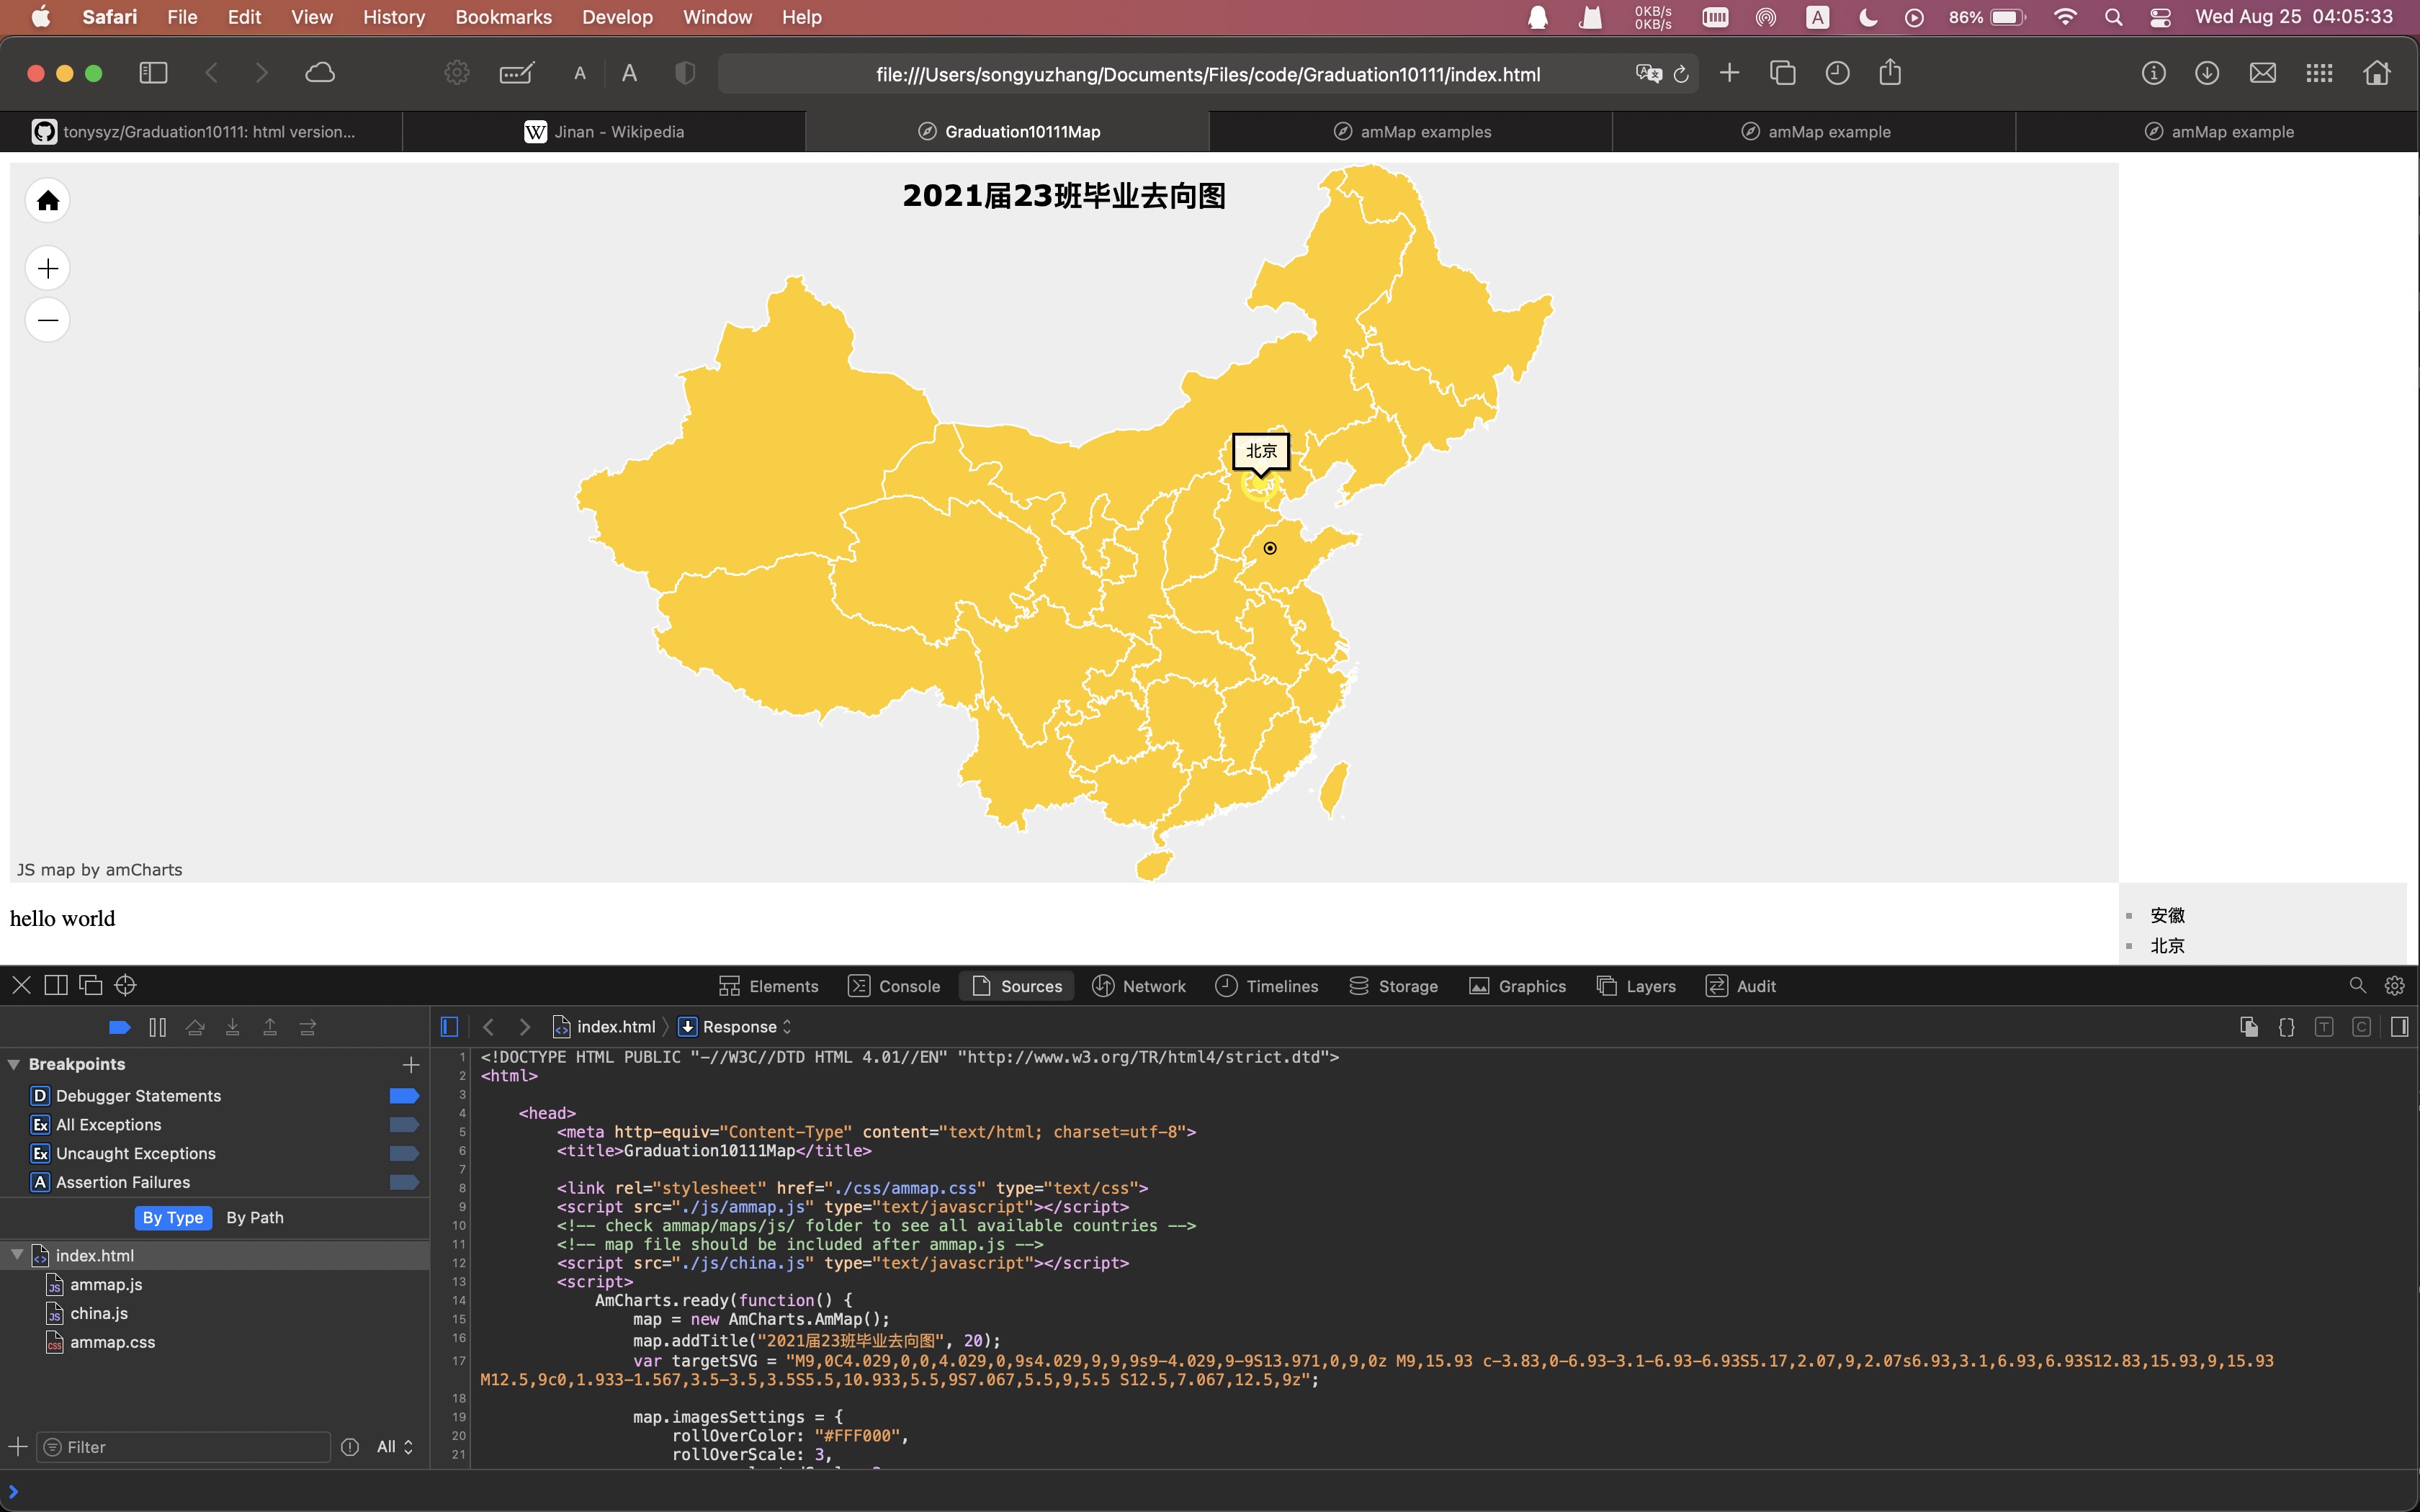 Safari File Edit View History Bookmarks Develop Window Help 0KB/s 0KB/s A 86% Wed Aug 25 04:05:33
A A file:///Users/songyuzhang/Documents/Files/code/Graduation10111/index.html
tonysyz/Graduation10111: html version... W Jinan - Wikipedia Graduation10111Map amMap examples amMap example amMap example
2021届23班毕业去向图
北京
JS map by amCharts
hello world
安徽
北京
Elements Console Sources Network Timelines Storage Graphics Layers Audit
index.html Response
Breakpoints
D Debugger Statements
Ex All Exceptions
Ex Uncaught Exceptions
A Assertion Failures
By Type By Path
index.html
JS ammap.js
JS china.js
CSS ammap.css
Filter All
1 <!DOCTYPE HTML PUBLIC "-//W3C//DTD HTML 4.01//EN" "http://www.w3.org/TR/html4/strict.dtd">
2 <html>
3
4 <head>
5 <meta http-equiv="Content-Type" content="text/html; charset=utf-8">
6 <title>Graduation10111Map</title>
7
8 <link rel="stylesheet" href="./css/ammap.css" type="text/css">
9 <script src="./js/ammap.js" type="text/javascript"></script>
10 <!-- check ammap/maps/js/ folder to see all available countries -->
11 <!-- map file should be included after ammap.js -->
12 <script src="./js/china.js" type="text/javascript"></script>
13 <script>
14 AmCharts.ready(function() {
15 map = new AmCharts.AmMap();
16 map.addTitle("2021届23班毕业去向图", 20);
17 var targetSVG = "M9,0C4.029,0,0,4.029,0,9s4.029,9,9,9s9-4.029,9-9S13.971,0,9,0z M9,15.93 c-3.83,0-6.93-3.1-6.93-6.93S5.17,2.07,9,2.07s6.93,3.1,6.93,6.93S12.83,15.93,9,15.93
M12.5,9c0,1.933-1.567,3.5-3.5,3.5S5.5,10.933,5.5,9S7.067,5.5,9,5.5 S12.5,7.067,12.5,9z";
18
19 map.imagesSettings = {
20 rollOverColor: "#FFF000",
21 rollOverScale: 3,